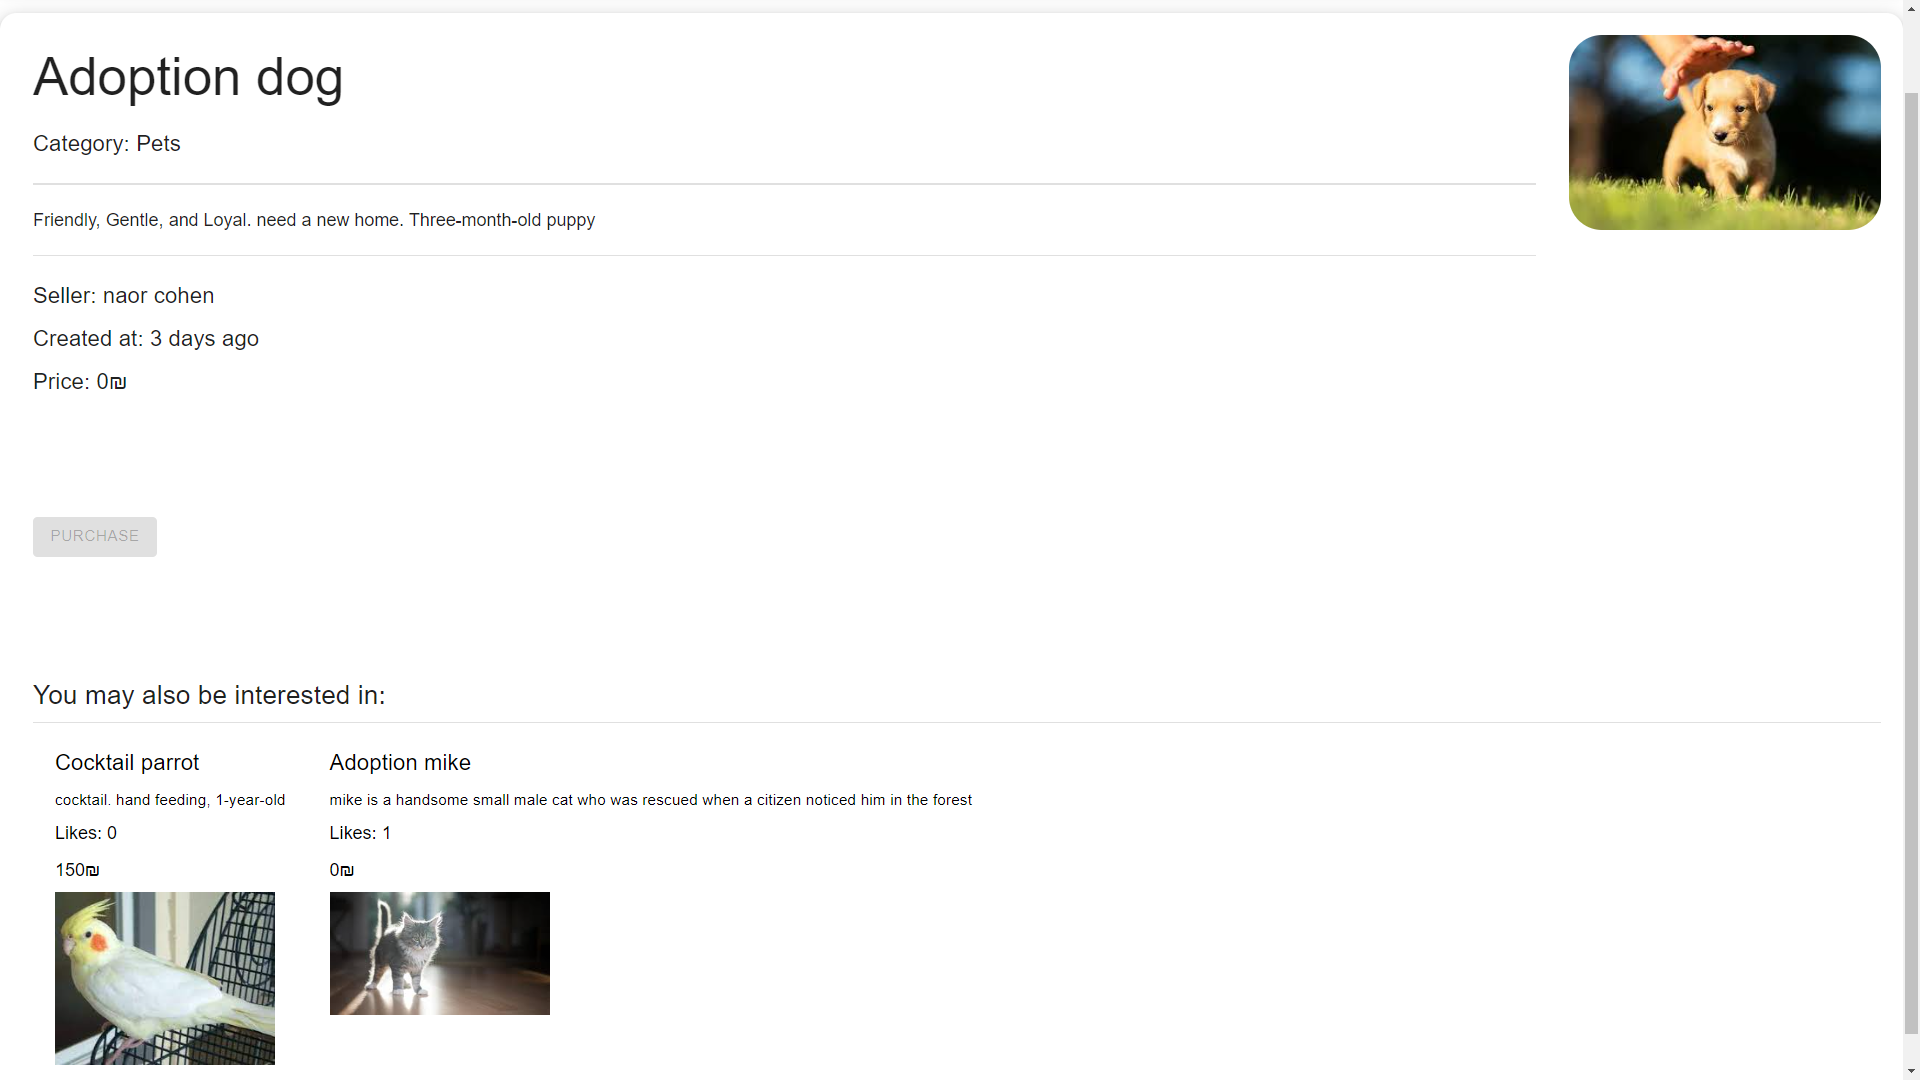 Adoption dog
Category: Pets
Friendly, Gentle, and Loyal. need a new home. Three-month-old puppy
Seller: naor cohen
Created at: 3 days ago
Price: 0₪
PURCHASE
You may also be interested in:
Cocktail parrot
cocktail. hand feeding, 1-year-old
Likes: 0
150₪
Adoption mike
mike is a handsome small male cat who was rescued when a citizen noticed him in the forest
Likes: 1
0₪